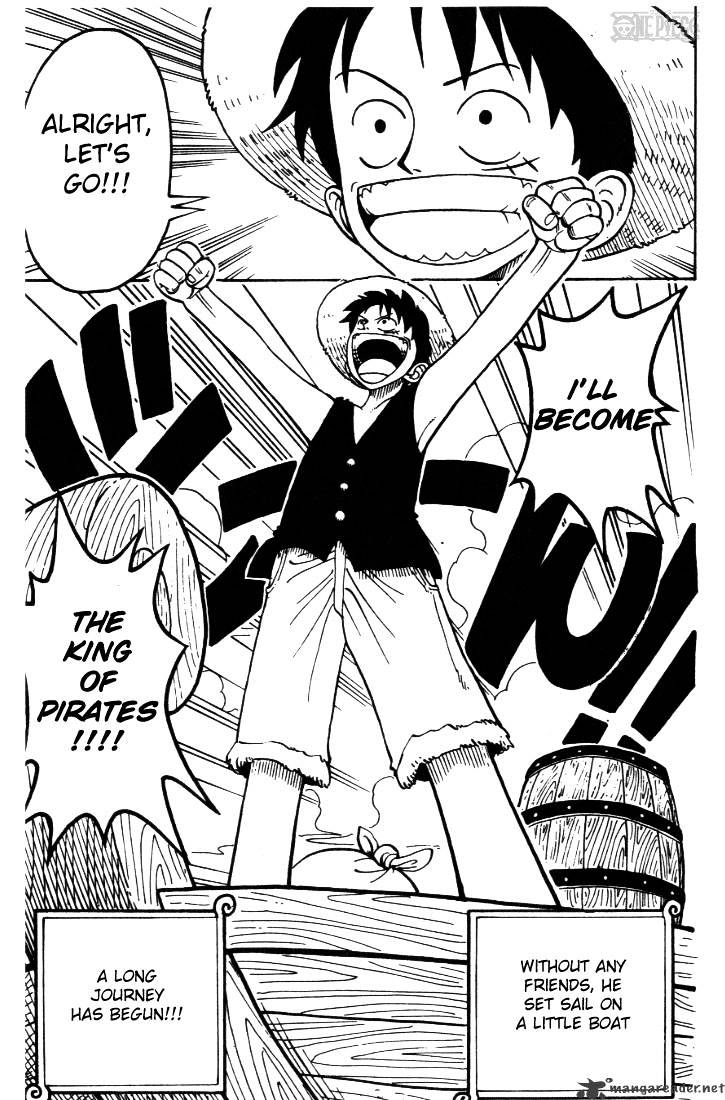 ONE PIECE
ALRIGHT,
LET'S
GO!!!
I'LL
BECOME
THE
KING
OF
PIRATES
!!!!
WITHOUT ANY
FRIENDS, HE
SET SAIL ON
A LITTLE BOAT
A LONG
JOURNEY
HAS BEGUN!!!
mangareader.net